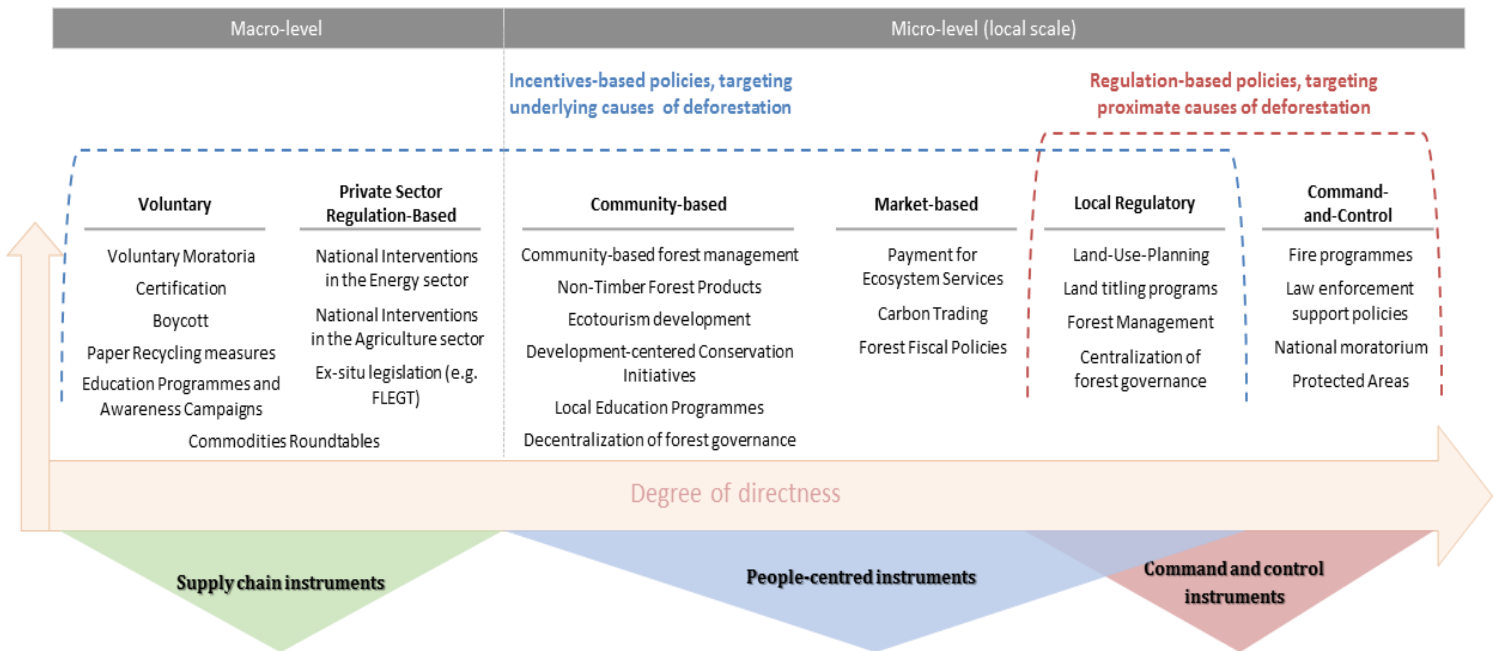 Macro-level
Micro-level (local scale)
Incentives-based policies, targeting
underlying causes of deforestation
Regulation-based policies, targeting
proximate causes of deforestation
Voluntary
Voluntary Moratoria
Certification
Boycott
Paper Recycling measures
Education Programmes and
Awareness Campaigns
Private Sector
Regulation-Based
National Interventions
in the Energy sector
National Interventions
in the Agriculture sector
Ex-situ legislation (e.g.
FLEGT)
Commodities Roundtables
Community-based
Community-based forest management
Non-Timber Forest Products
Ecotourism development
Development-centered Conservation
Initiatives
Local Education Programmes
Decentralization of forest governance
Market-based
Payment for
Ecosystem Services
Carbon Trading
Forest Fiscal Policies
Local Regulatory
Land-Use-Planning
Land titling programs
Forest Management
Centralization of
forest governance
Command-
and-Control
Fire programmes
Law enforcement
support policies
National moratorium
Protected Areas
Degree of directness
Supply chain instruments
People-centred instruments
Command and control
instruments